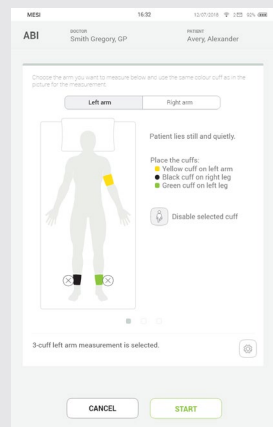 MESI 16:32 12/07/2018 92%
ABI DOCTOR PATIENT
Smith Gregory, GP Avery, Alexander
Choose the arm you want to measure below and use the same colour cuff as in the
picture for the measurement.
Left arm Right arm
Patient lies still and quietly.
Place the cuffs:
Yellow cuff on left arm
Black cuff on right leg
Green cuff on left leg
Disable selected cuff
3-cuff left arm measurement is selected.
CANCEL START